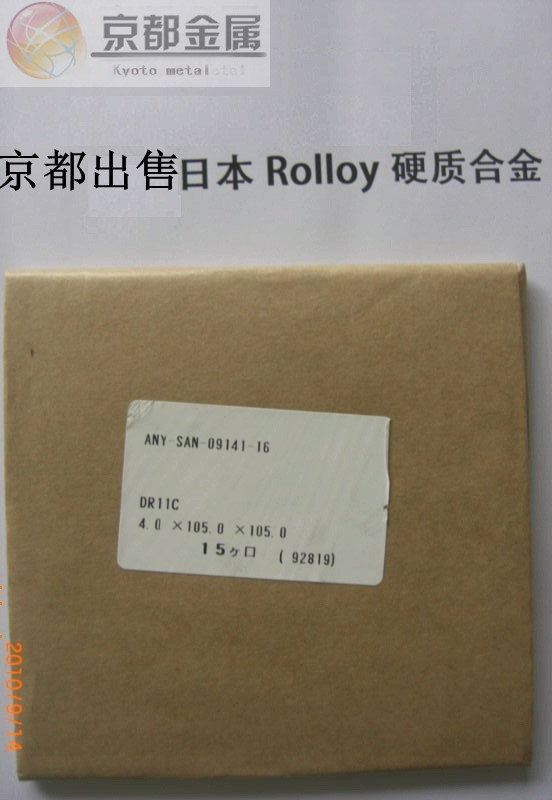 京都金属
Kyoto metal
京都出售日本 Rolloy 硬质合金
ANY-SAN-09141-16
DR11C
4.0 ×105.0 ×105.0
15ヶ口 ( 92819)
2010/9/14